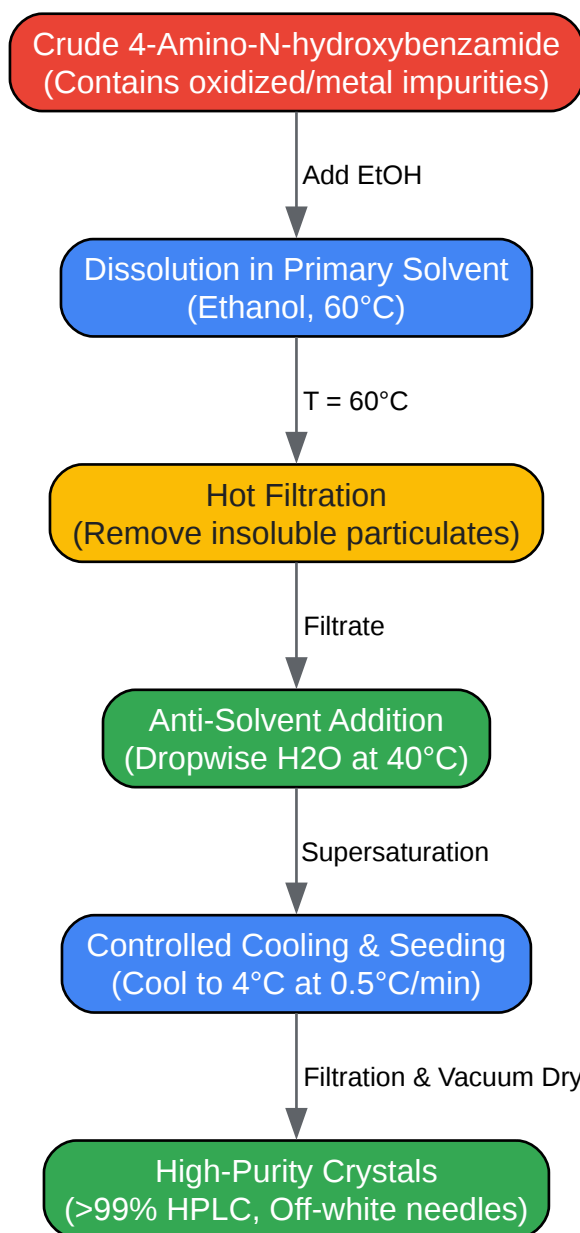 Crude 4-Amino-N-hydroxybenzamide
(Contains oxidized/metal impurities)
Add EtOH
Dissolution in Primary Solvent
(Ethanol, 60°C)
T = 60°C
Hot Filtration
(Remove insoluble particulates)
Filtrate
Anti-Solvent Addition
(Dropwise H2O at 40°C)
Supersaturation
Controlled Cooling & Seeding
(Cool to 4°C at 0.5°C/min)
Filtration & Vacuum Dry
High-Purity Crystals
(>99% HPLC, Off-white needles)